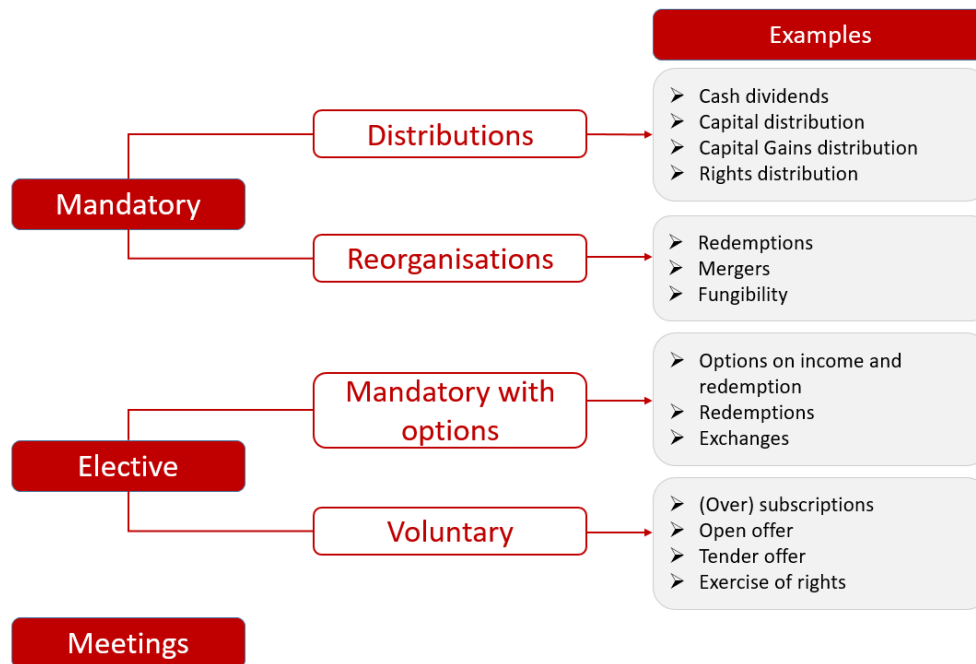 Examples
Mandatory
Distributions
Cash dividends
Capital distribution
Capital Gains distribution
Rights distribution
Reorganisations
Redemptions
Mergers
Fungibility
Elective
Mandatory with
options
Options on income and
redemption
Redemptions
Exchanges
Voluntary
(Over) subscriptions
Open offer
Tender offer
Exercise of rights
Meetings